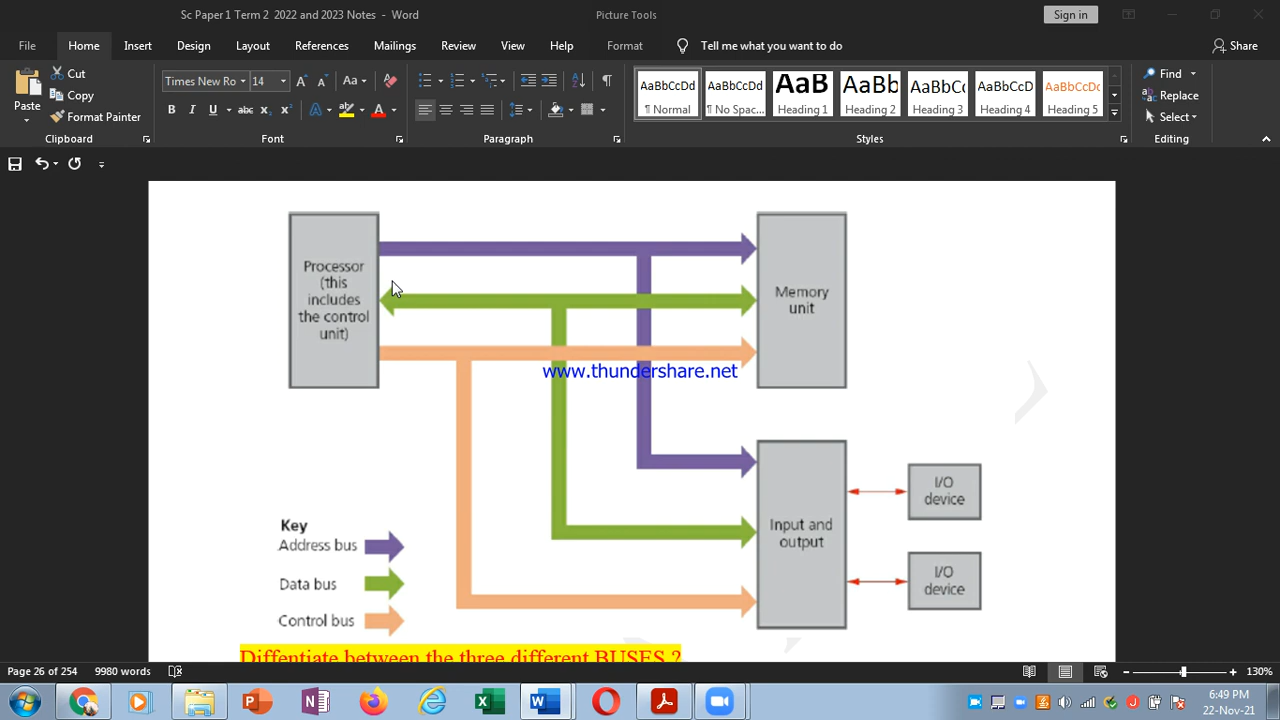 Sc Paper 1 Term 2 2022 and 2023 Notes - Word
Picture Tools
Sign in
File Home Insert Design Layout References Mailings Review View Help Format Tell me what you want to do Share
Cut
Copy
Format Painter
Paste
Times New Ro 14
AaBbCcDd AaBbCcDd AaB AaBb AaBbC AaBbCcD AaBbCcDc
¶ Normal ¶ No Spac... Heading 1 Heading 2 Heading 3 Heading 4 Heading 5
Find
Replace
Select
Clipboard Font Paragraph Styles Editing
Processor
(this
includes
the control
unit)
Memory
unit
www.thundershare.net
Input and
output
I/O
device
I/O
device
Key
Address bus
Data bus
Control bus
Diffentiate between the three different BUSES ?
Page 26 of 254 9980 words
130%
6:49 PM
22-Nov-21